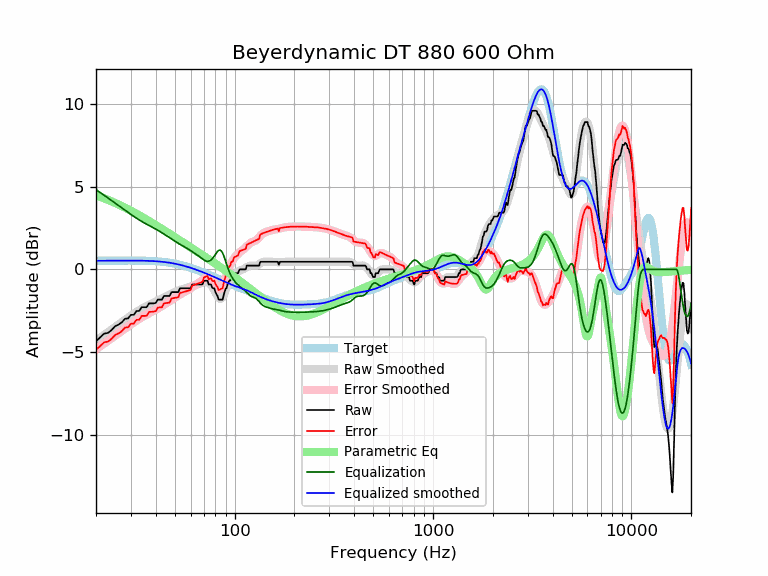 Beyerdynamic DT 880 600 Ohm
10
5
0
−5
−10
Amplitude (dBr)
Target
Raw Smoothed
Error Smoothed
Raw
Error
Parametric Eq
Equalization
Equalized smoothed
100 1000 10000
Frequency (Hz)